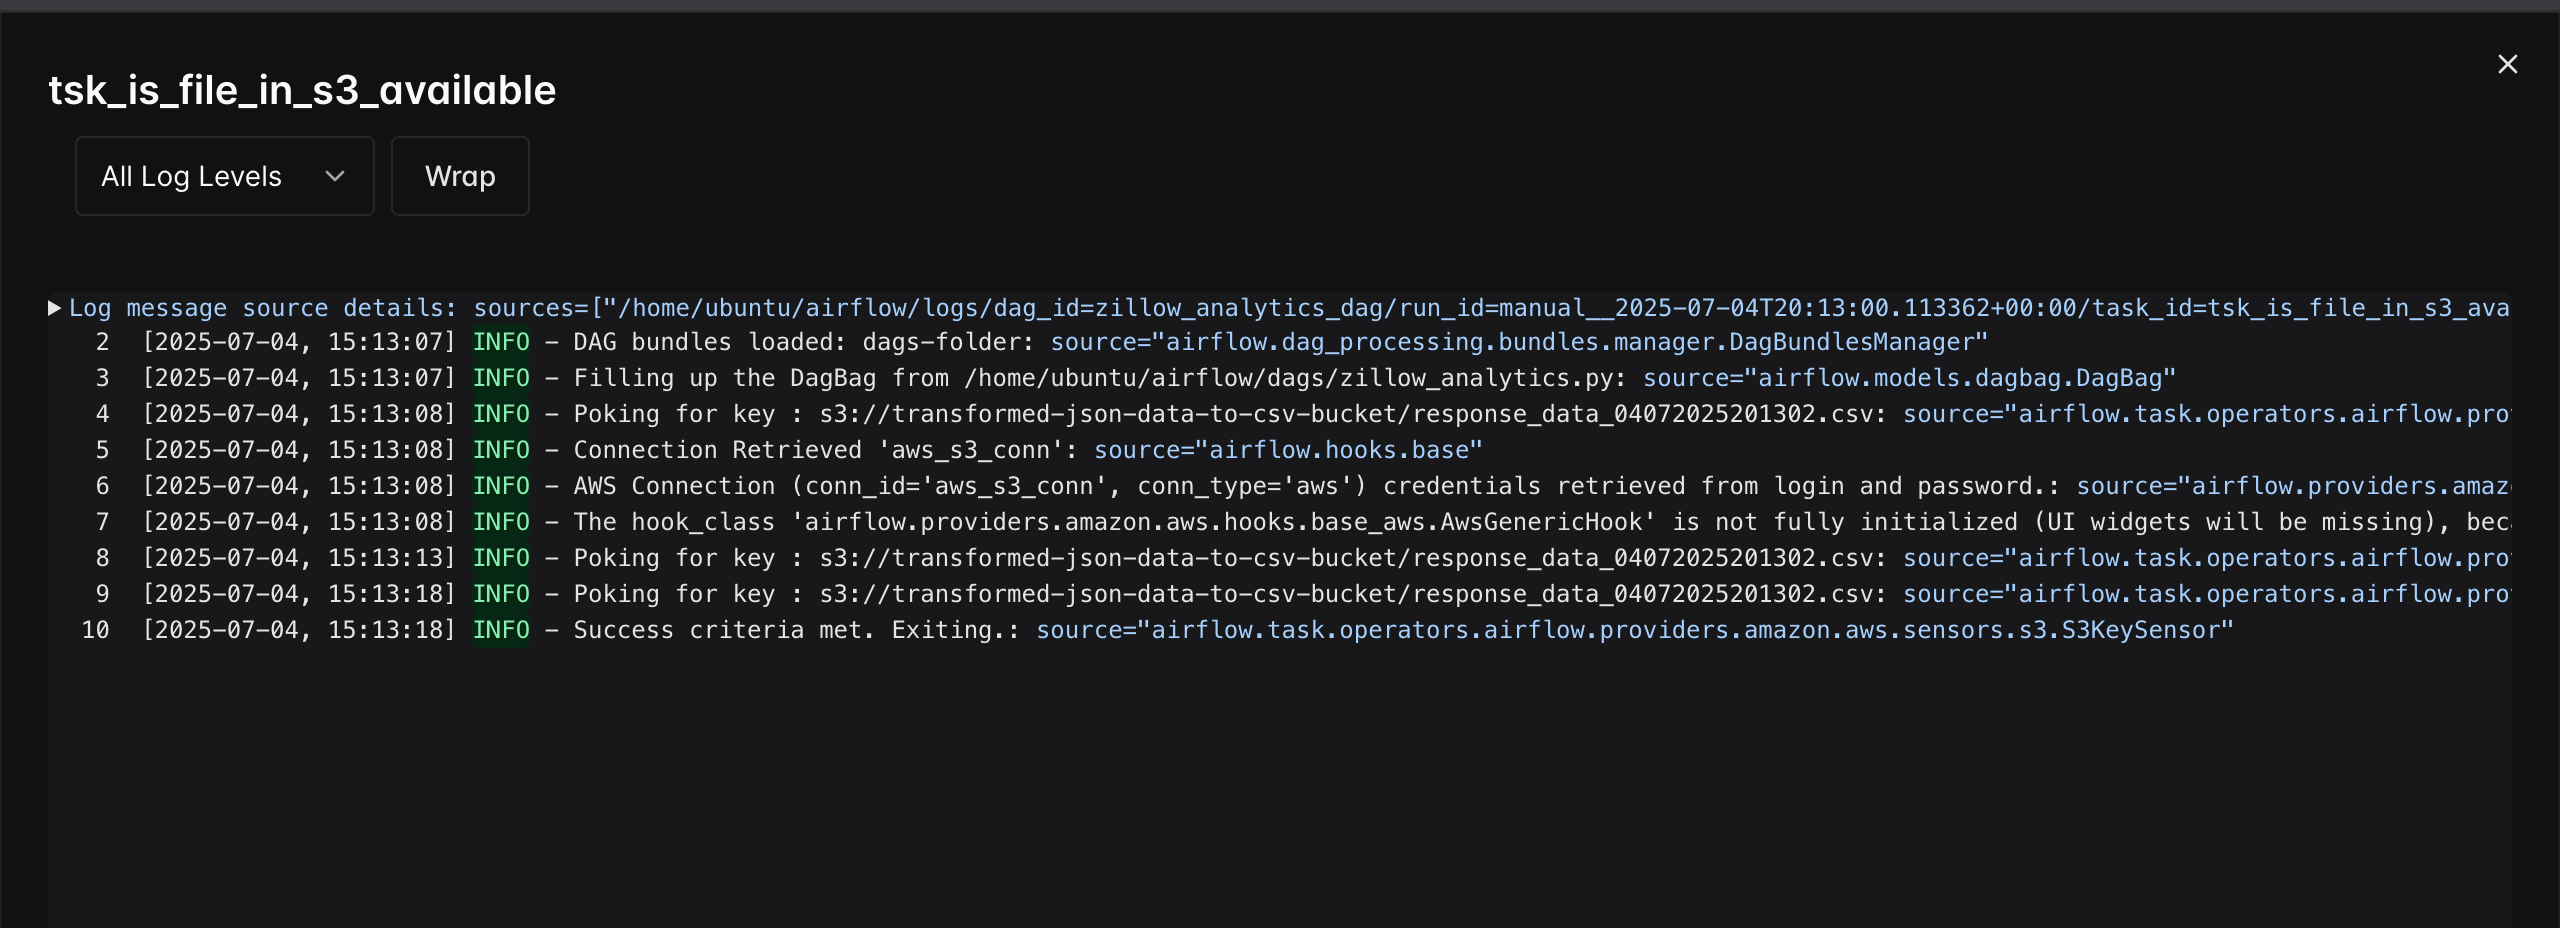 tsk_is_file_in_s3_available
All Log Levels Wrap
Log message source details: sources=["/home/ubuntu/airflow/logs/dag_id=zillow_analytics_dag/run_id=manual__2025-07-04T20:13:00.113362+00:00/task_id=tsk_is_file_in_s3_ava
2 [2025-07-04, 15:13:07] INFO - DAG bundles loaded: dags-folder: source="airflow.dag_processing.bundles.manager.DagBundlesManager"
3 [2025-07-04, 15:13:07] INFO - Filling up the DagBag from /home/ubuntu/airflow/dags/zillow_analytics.py: source="airflow.models.dagbag.DagBag"
4 [2025-07-04, 15:13:08] INFO - Poking for key : s3://transformed-json-data-to-csv-bucket/response_data_04072025201302.csv: source="airflow.task.operators.airflow.pro
5 [2025-07-04, 15:13:08] INFO - Connection Retrieved 'aws_s3_conn': source="airflow.hooks.base"
6 [2025-07-04, 15:13:08] INFO - AWS Connection (conn_id='aws_s3_conn', conn_type='aws') credentials retrieved from login and password.: source="airflow.providers.amaz
7 [2025-07-04, 15:13:08] INFO - The hook_class 'airflow.providers.amazon.aws.hooks.base_aws.AwsGenericHook' is not fully initialized (UI widgets will be missing), bec
8 [2025-07-04, 15:13:13] INFO - Poking for key : s3://transformed-json-data-to-csv-bucket/response_data_04072025201302.csv: source="airflow.task.operators.airflow.pro
9 [2025-07-04, 15:13:18] INFO - Poking for key : s3://transformed-json-data-to-csv-bucket/response_data_04072025201302.csv: source="airflow.task.operators.airflow.pro
10 [2025-07-04, 15:13:18] INFO - Success criteria met. Exiting.: source="airflow.task.operators.airflow.providers.amazon.aws.sensors.s3.S3KeySensor"